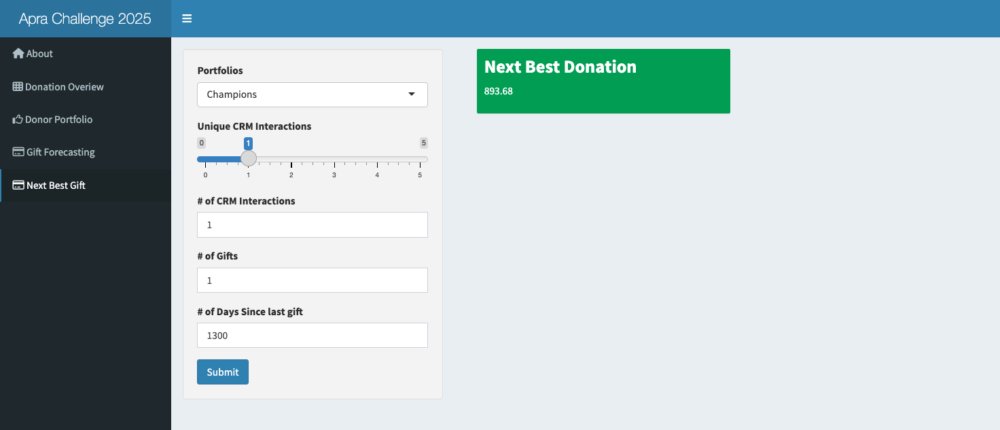 Apra Challenge 2025
About
Donation Overiew
Donor Portfolio
Gift Forecasting
Next Best Gift
Portfolios
Champions
Unique CRM Interactions
0 1 5
0 1 2 3 4 5
# of CRM Interactions
1
# of Gifts
1
# of Days Since last gift
1300
Submit
Next Best Donation
893.68